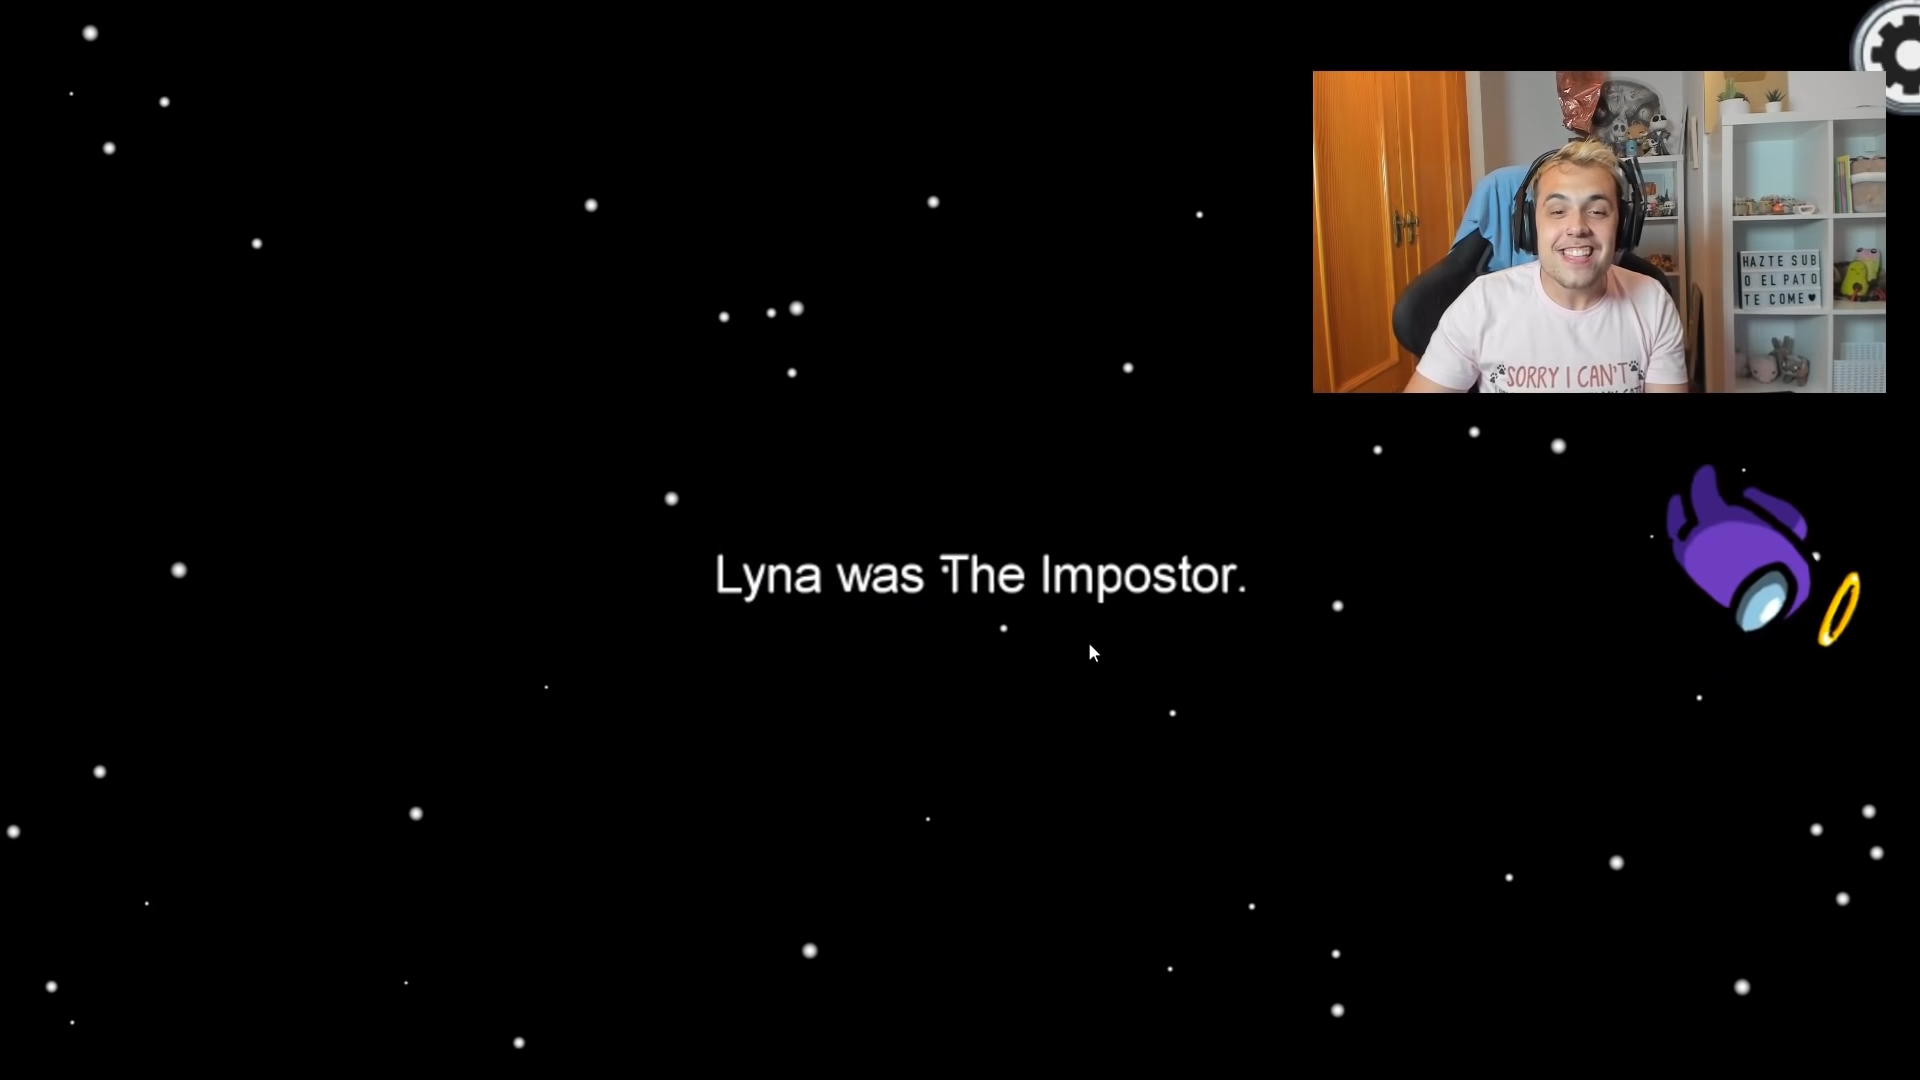 HAZTE SUB
O EL PATO
TE COME♥
SORRY I CAN'T
Lyna was The Impostor.